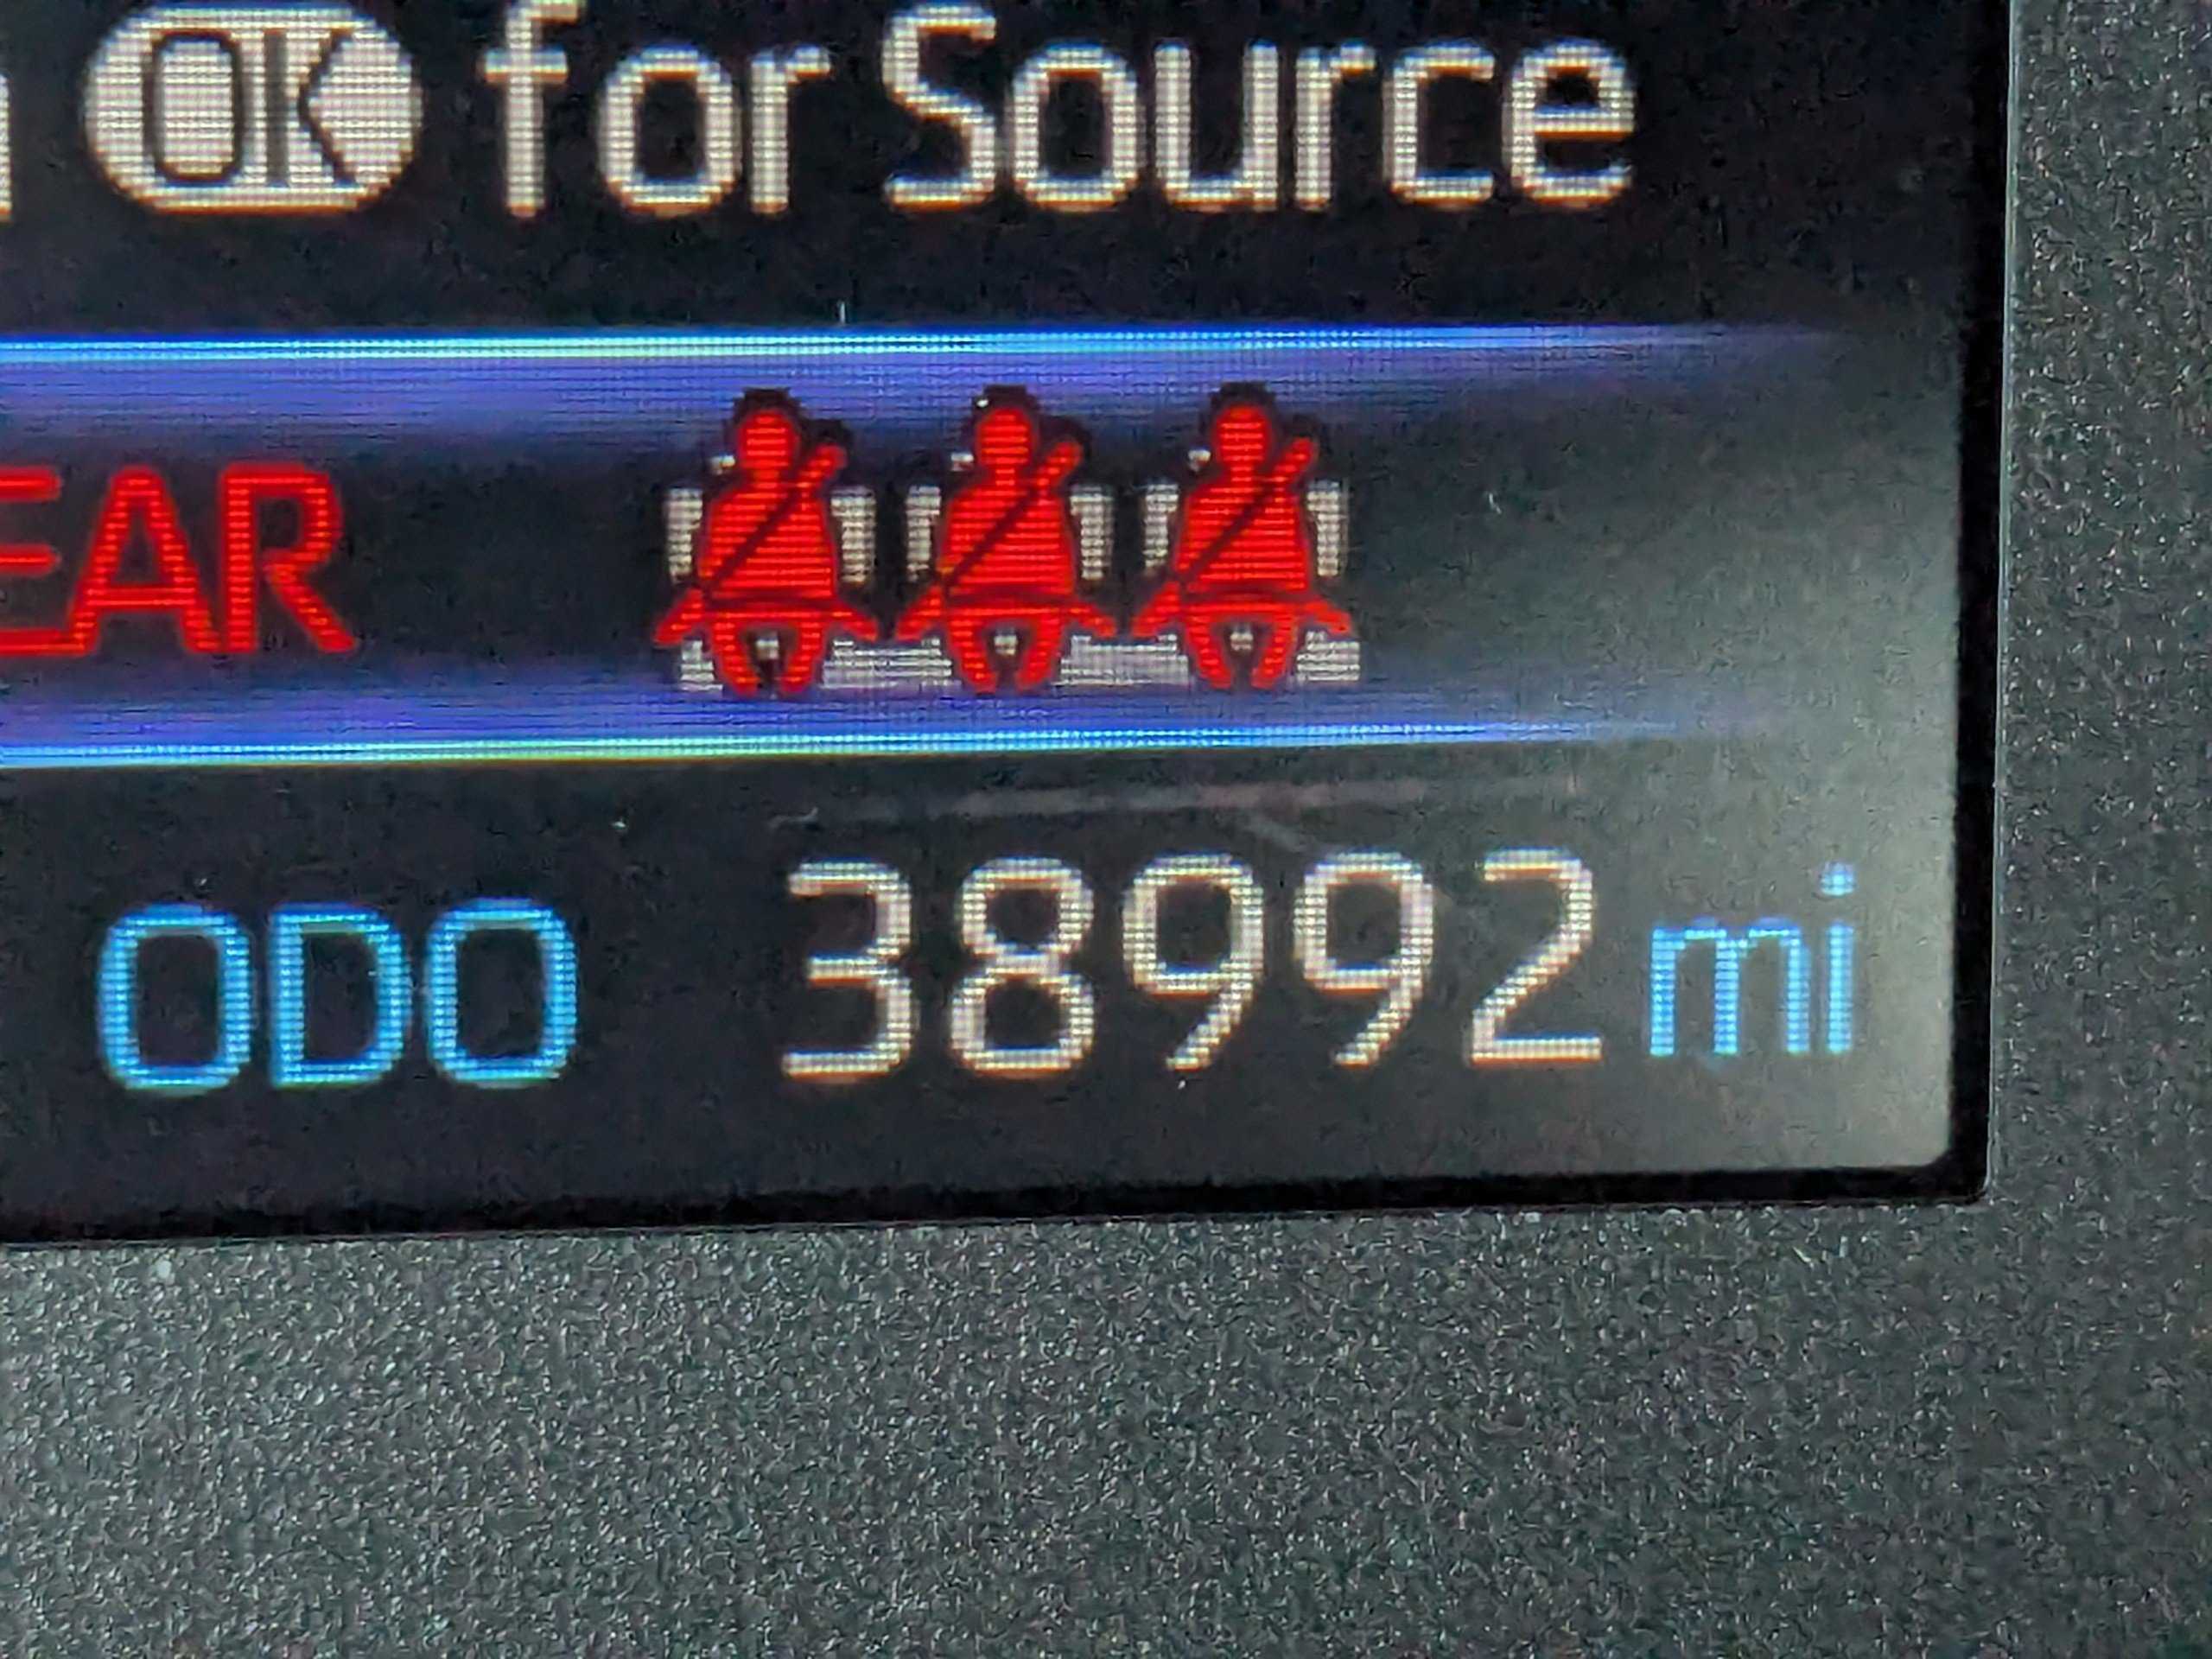 OK for Source
EAR
ODO 38992 mi